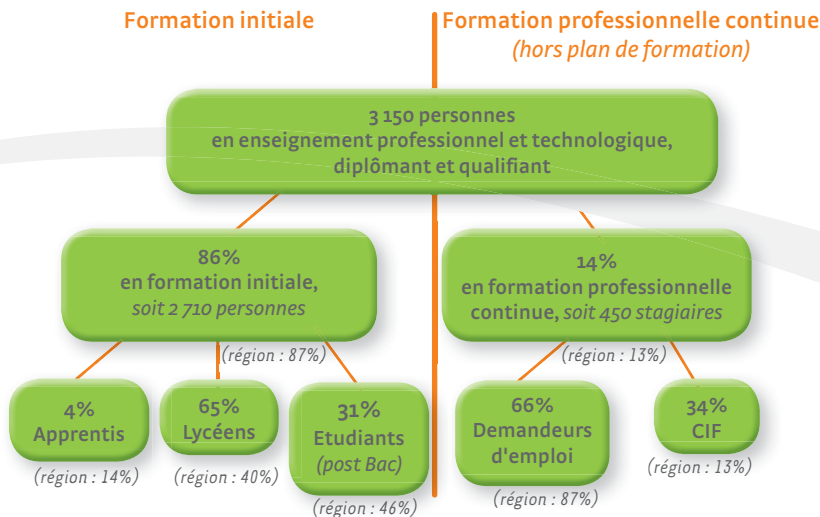 Formation initiale
Formation professionnelle continue
(hors plan de formation)
3 150 personnes
en enseignement professionnel et technologique,
diplômant et qualifiant
86%
en formation initiale,
soit 2 710 personnes
(région : 87%)
14%
en formation professionnelle
continue, soit 450 stagiaires
(région : 13%)
4%
Apprentis
(région : 14%)
65%
Lycéens
(région : 40%)
31%
Etudiants
(post Bac)
(région : 46%)
66%
Demandeurs
d'emploi
(région : 87%)
34%
CIF
(région : 13%)